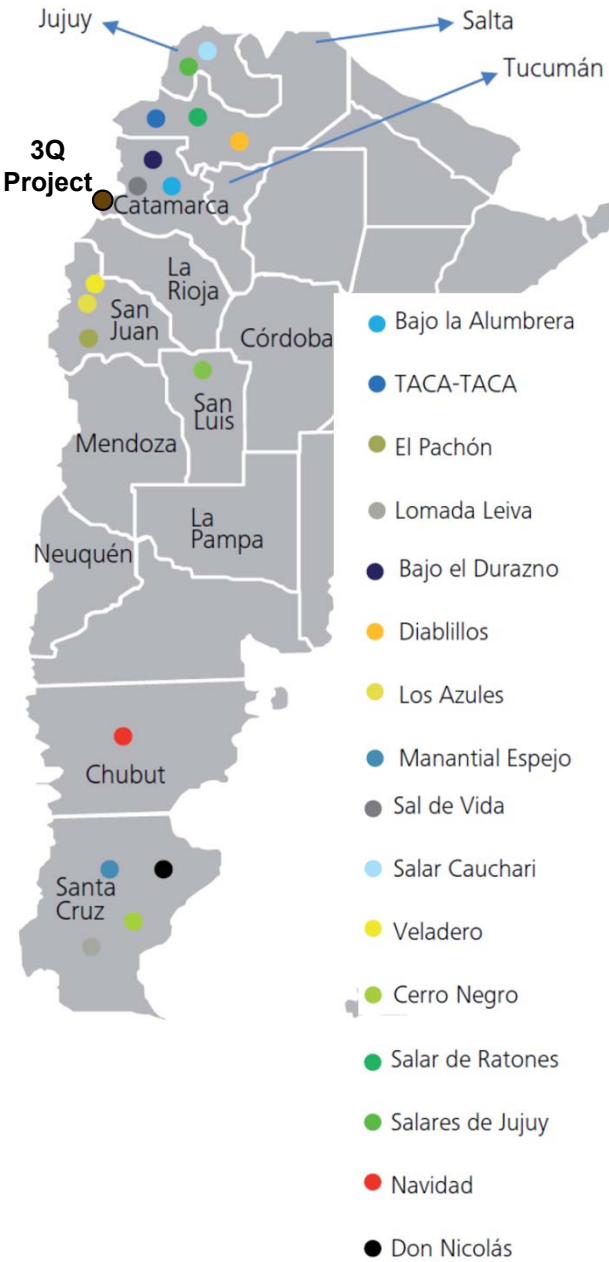 Jujuy
Salta
Tucumán
3Q
Project
Catamarca
La
Rioja
San
Juan
Córdoba
San
Luis
Mendoza
La
Pampa
Neuquén
Chubut
Santa
Cruz
Bajo la Alumbrera
TACA-TACA
El Pachón
Lomada Leiva
Bajo el Durazno
Diablillos
Los Azules
Manantial Espejo
Sal de Vida
Salar Cauchari
Veladero
Cerro Negro
Salar de Ratones
Salares de Jujuy
Navidad
Don Nicolás